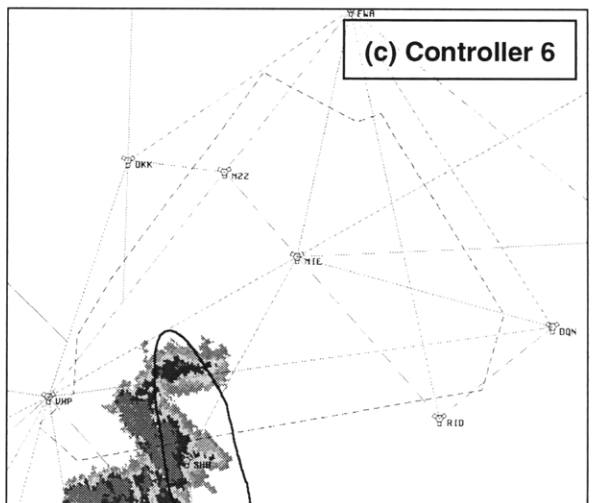 FWA
(c) Controller 6
OKK
MZZ
MIE
DQN
VHP
RID
SHB